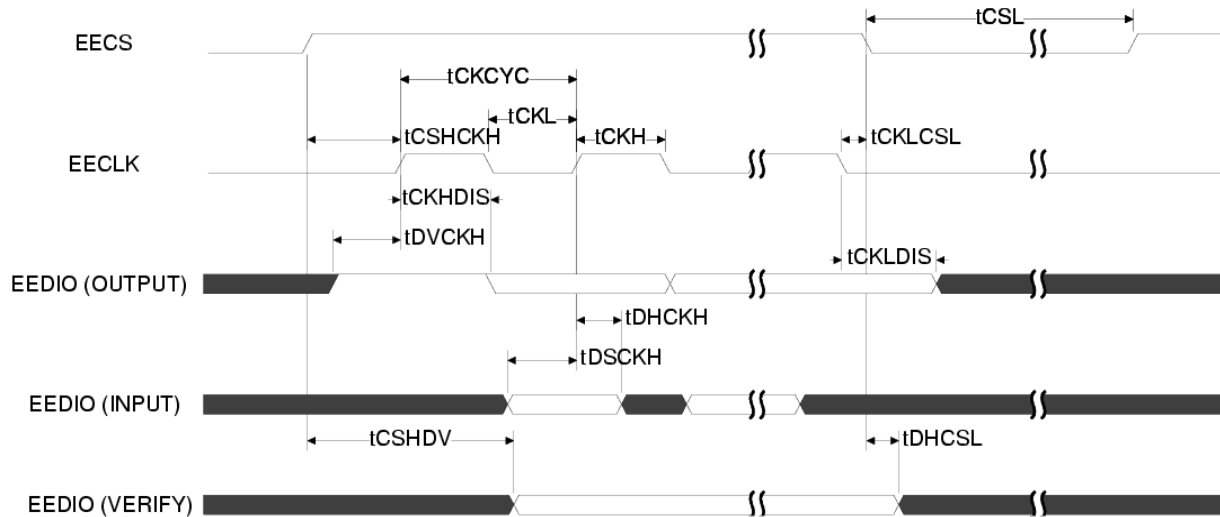 tCSL
EECS
tCKCYC
tCKL
tCSHCKH
tCKH
tCKLCSL
EECLK
tCKHDIS
tDVCKH
tCKLDIS
EEDIO (OUTPUT)
tDHCKH
tDSCKH
EEDIO (INPUT)
tCSHDV
tDHCSL
EEDIO (VERIFY)